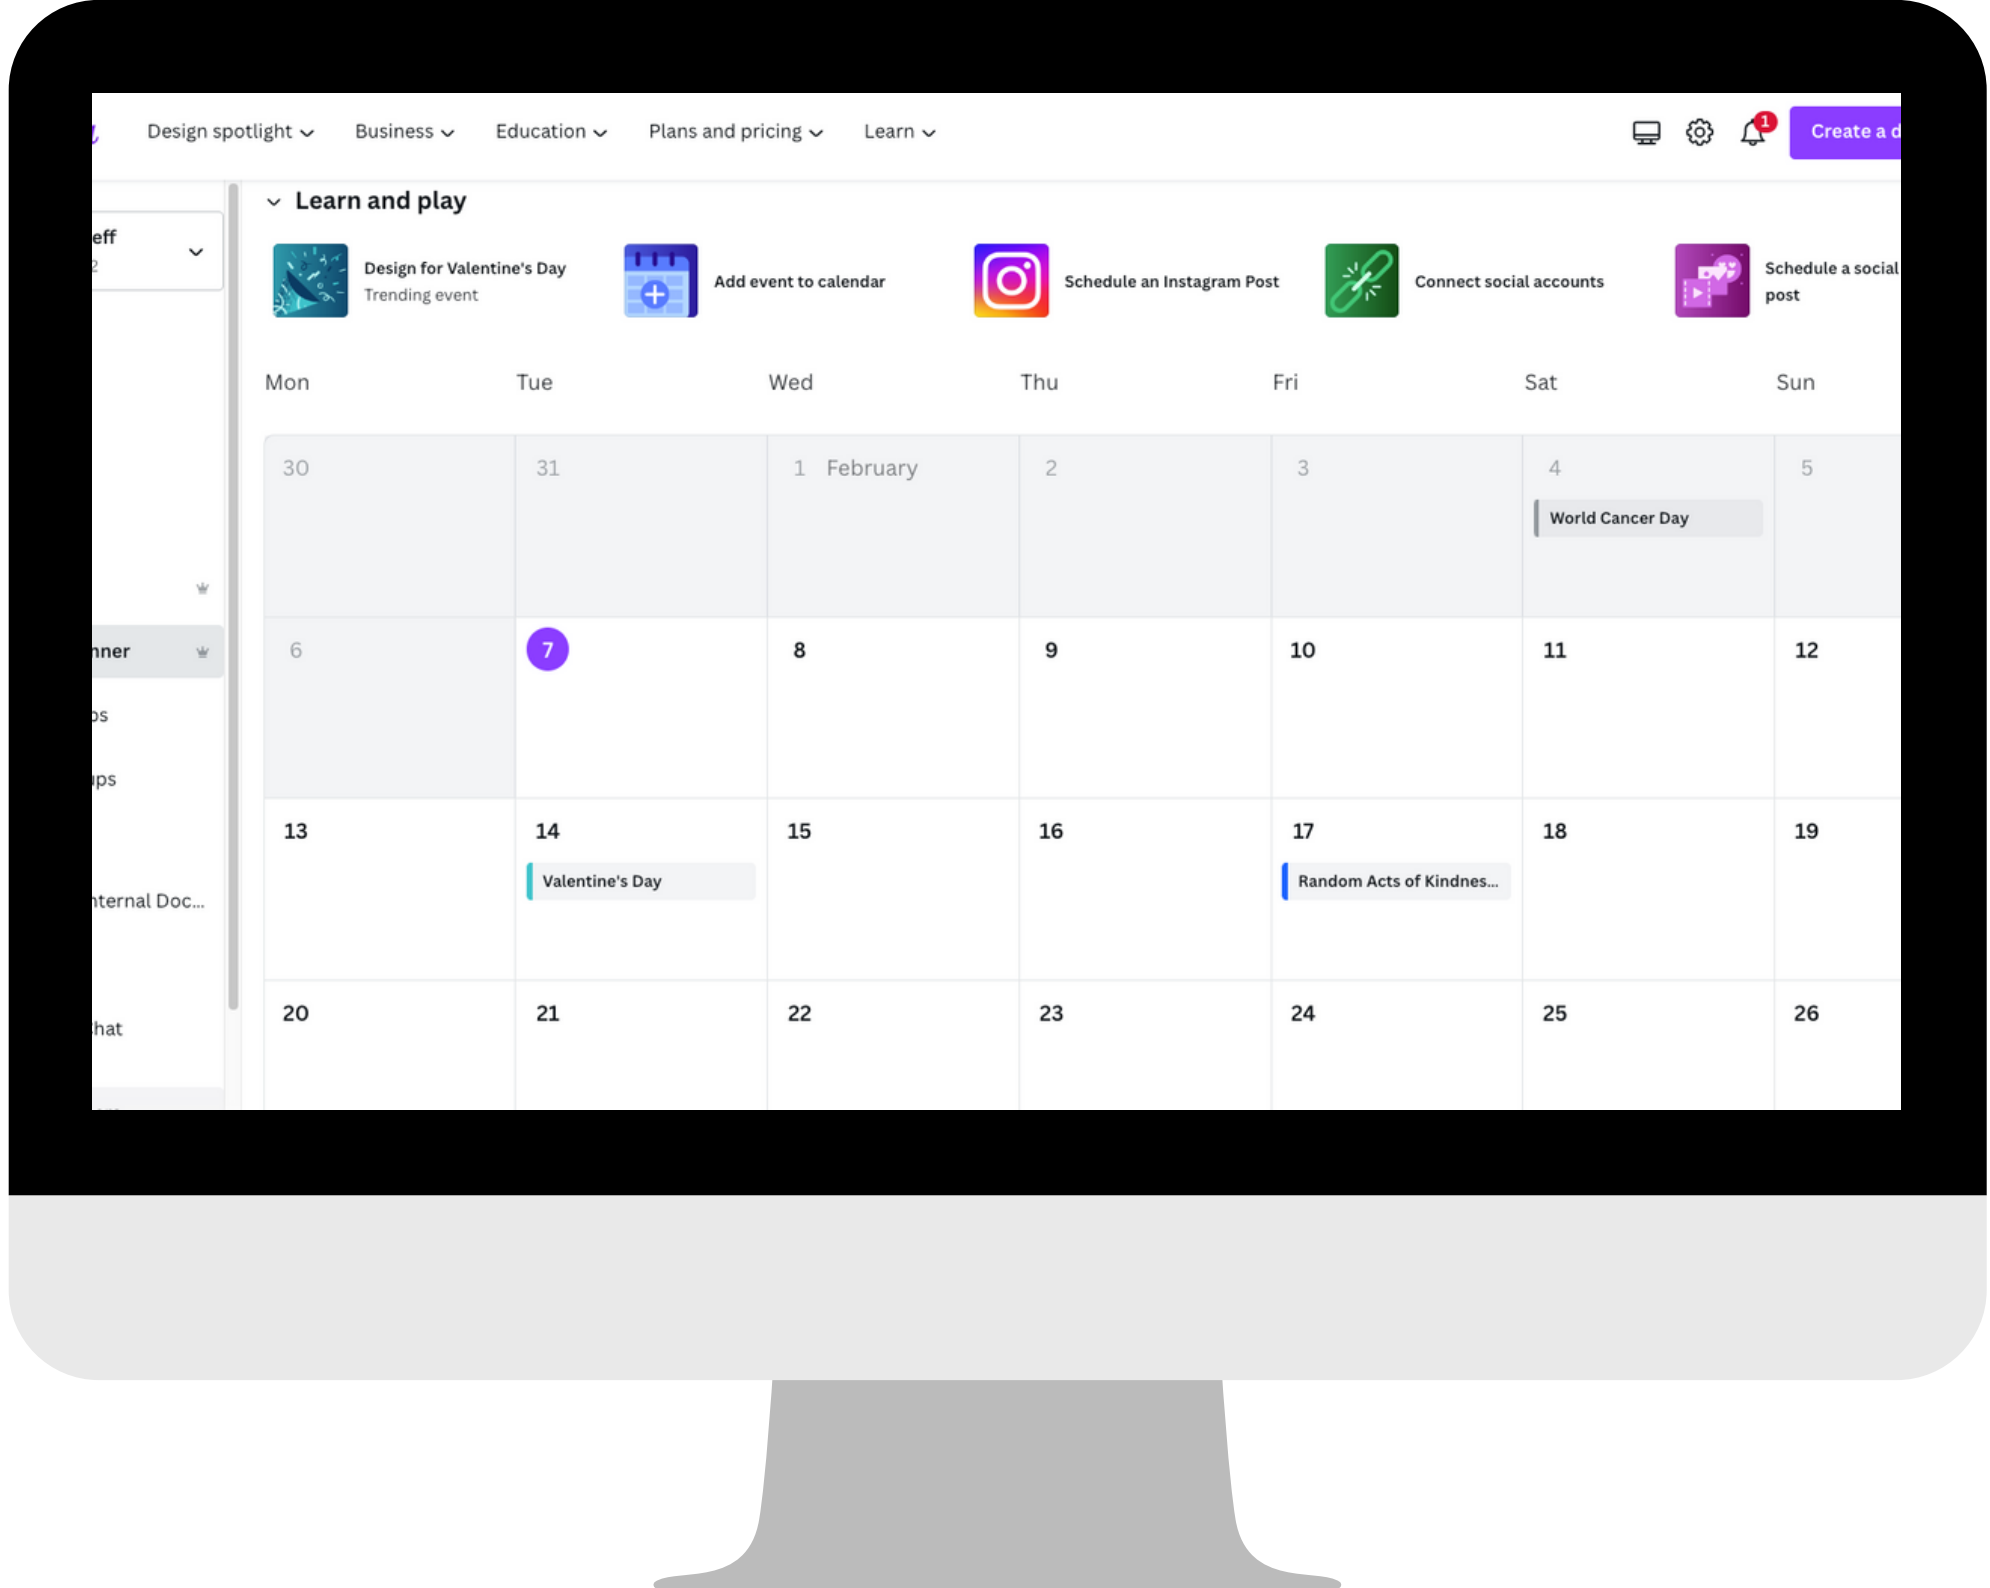 Design spotlight Business Education Plans and pricing Learn 1 Create a d
Learn and play
eff
2
Design for Valentine's Day
Trending event
Add event to calendar
Schedule an Instagram Post
Connect social accounts
Schedule a social
post
Mon Tue Wed Thu Fri Sat Sun
30 31 1 February 2 3 4 5
World Cancer Day
nner
6 7 8 9 10 11 12
ps
ups
13 14 15 16 17 18 19
Valentine's Day Random Acts of Kindnes...
nternal Doc...
20 21 22 23 24 25 26
hat